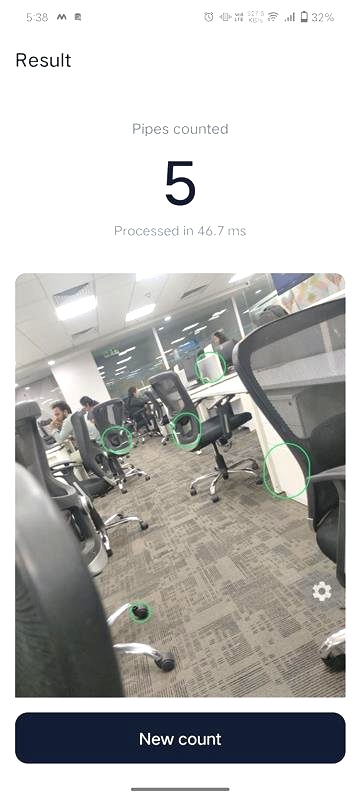 5:38
32%
Result
Pipes counted
5
Processed in 46.7 ms
New count